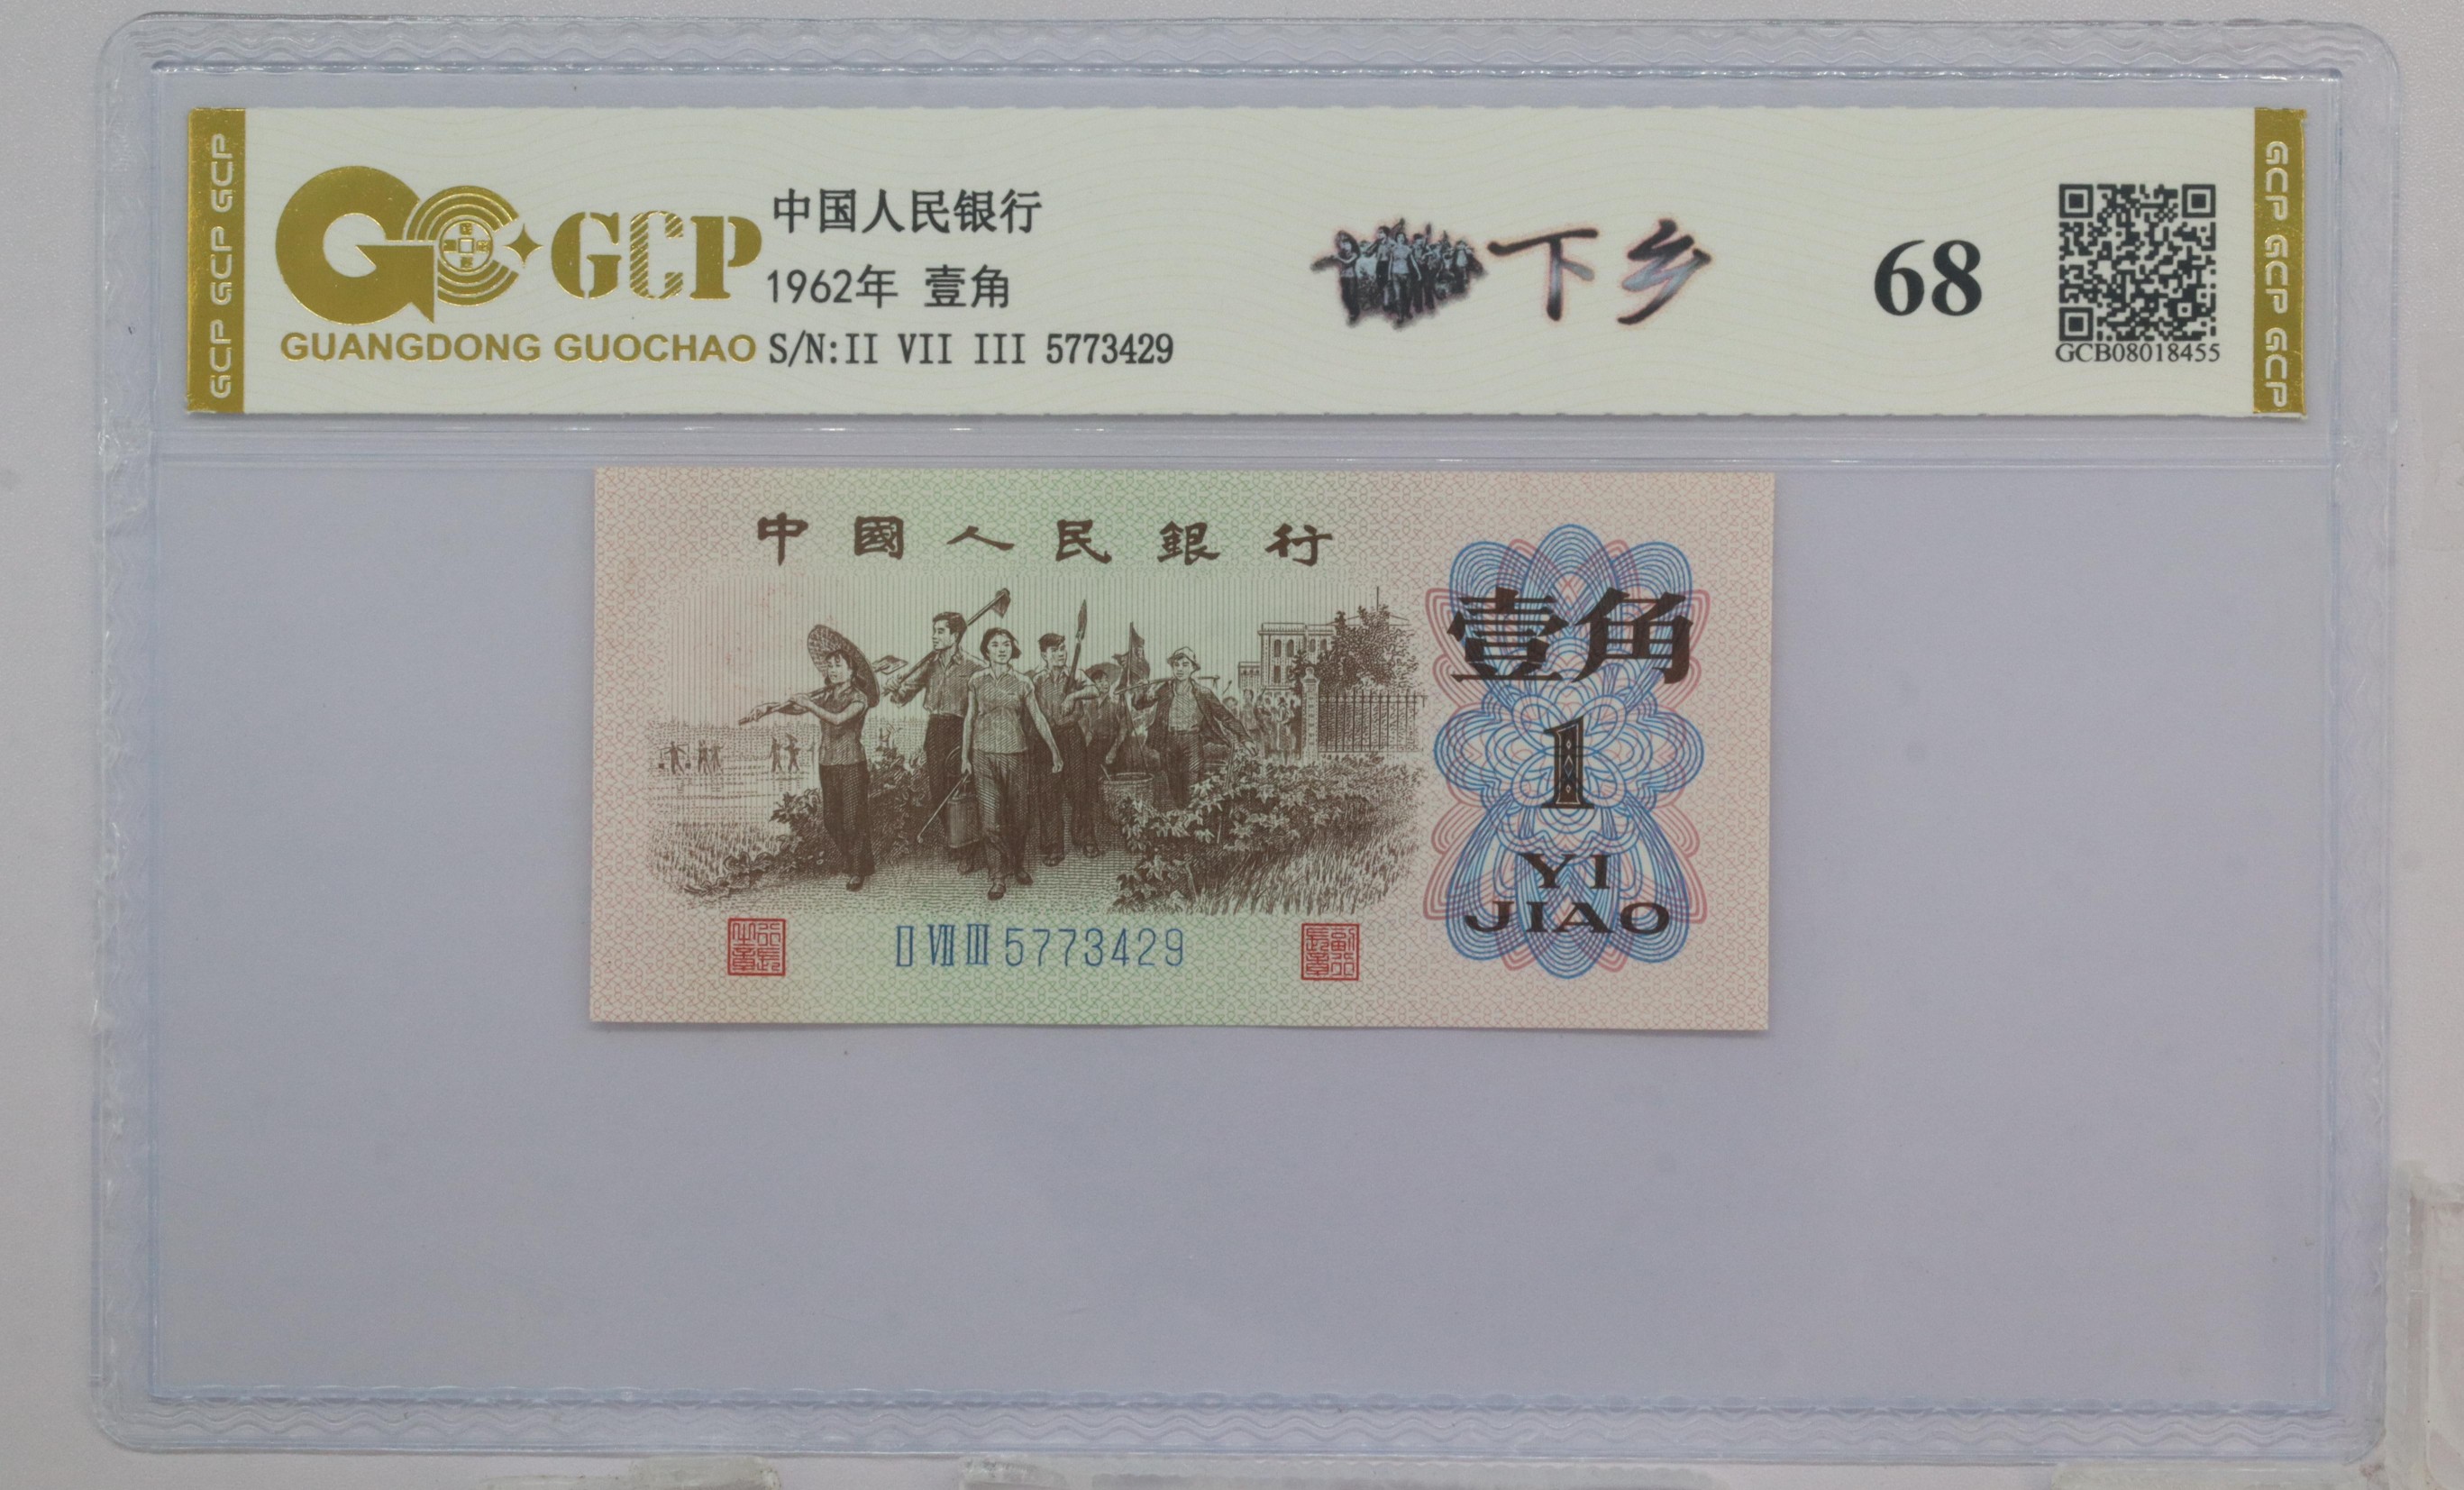 GCP GCP GCP
GCP
GUANGDONG GUOCHAO
中国人民银行
1962年 壹角
S/N:II VII III 5773429
下乡
68
GCB08018455
GCP GCP GCP
中國人民銀行
壹角
1
YI
JIAO
Ⅱ Ⅶ Ⅲ 5773429